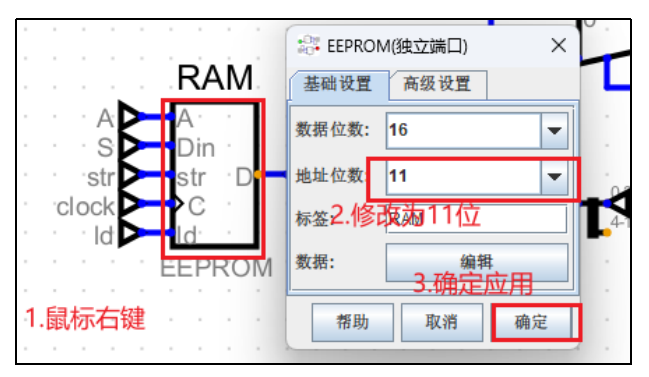 RAM
A
S
str
clock
ld
A
Din
str
D
C
ld
EEPROM
1.鼠标右键
EEPROM(独立端口)
基础设置
高级设置
数据位数:
16
地址位数:
11
标签:
RAM
2.修改为11位
数据:
编辑
3.确定应用
帮助
取消
确定